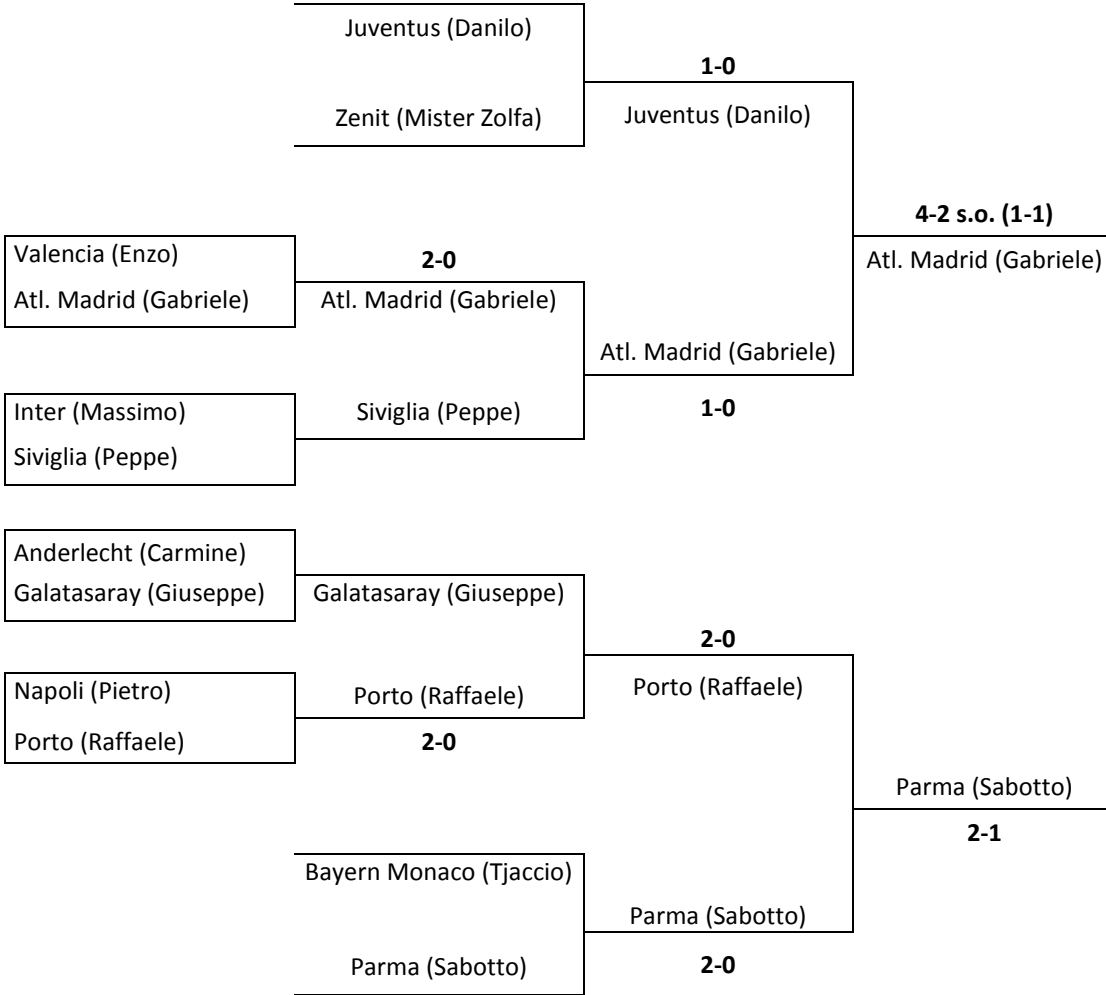 Juventus (Danilo)
1-0
Zenit (Mister Zolfa)
Juventus (Danilo)
4-2 s.o. (1-1)
Valencia (Enzo)
2-0
Atl. Madrid (Gabriele)
Atl. Madrid (Gabriele)
Atl. Madrid (Gabriele)
Atl. Madrid (Gabriele)
Inter (Massimo)
Siviglia (Peppe)
1-0
Siviglia (Peppe)
Anderlecht (Carmine)
Galatasaray (Giuseppe)
Galatasaray (Giuseppe)
2-0
Napoli (Pietro)
Porto (Raffaele)
Porto (Raffaele)
Porto (Raffaele)
2-0
Parma (Sabotto)
2-1
Bayern Monaco (Tjaccio)
Parma (Sabotto)
Parma (Sabotto)
2-0